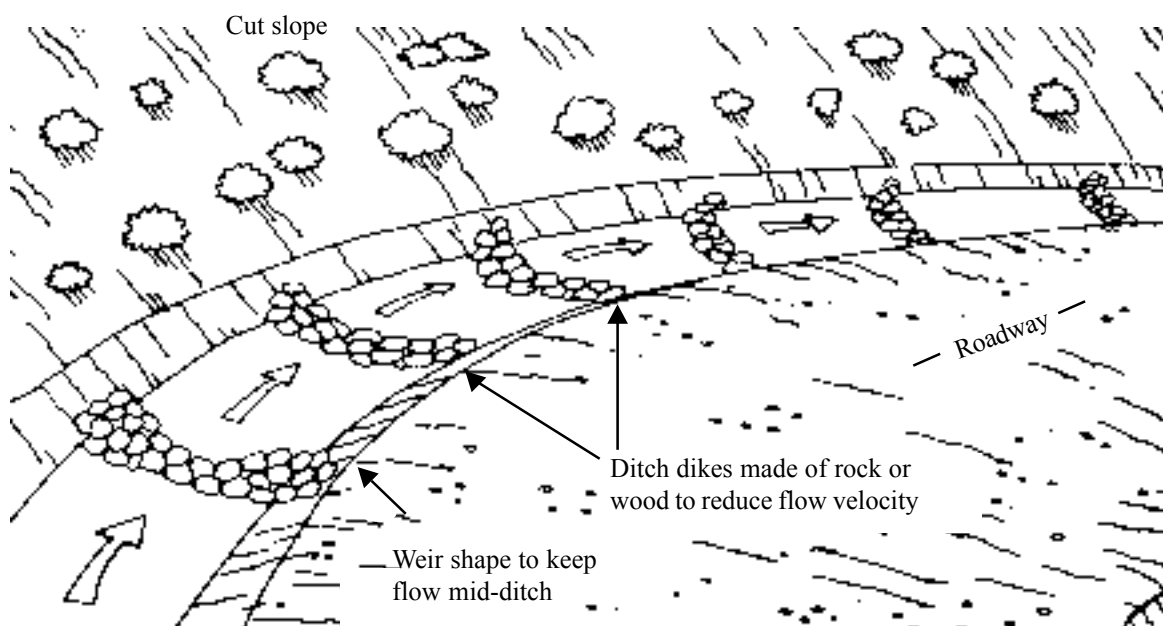 Cut slope
Roadway
Ditch dikes made of rock or
wood to reduce flow velocity
Weir shape to keep
flow mid-ditch